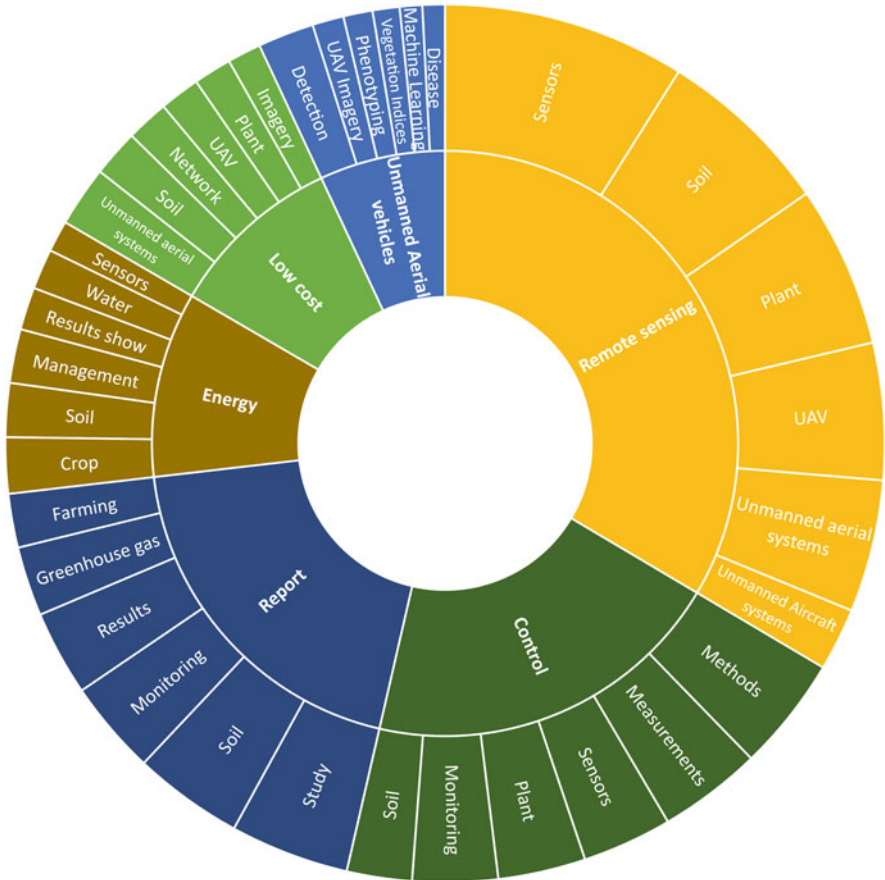 Remote sensing
Sensors
Soil
Plant
UAV
Unmanned aerial
systems
Unmanned Aircraft
systems
Control
Methods
Measurements
Sensors
Plant
Monitoring
Soil
Report
Study
Soil
Monitoring
Results
Greenhouse gas
Farming
Energy
Crop
Soil
Management
Results show
Water
Sensors
Low cost
Unmanned aerial
systems
Soil
Network
UAV
Plant
Imagery
Unmanned Aerial
vehicles
Detection
UAV Imagery
Phenotyping
Vegetation Indices
Machine Learning
Disease